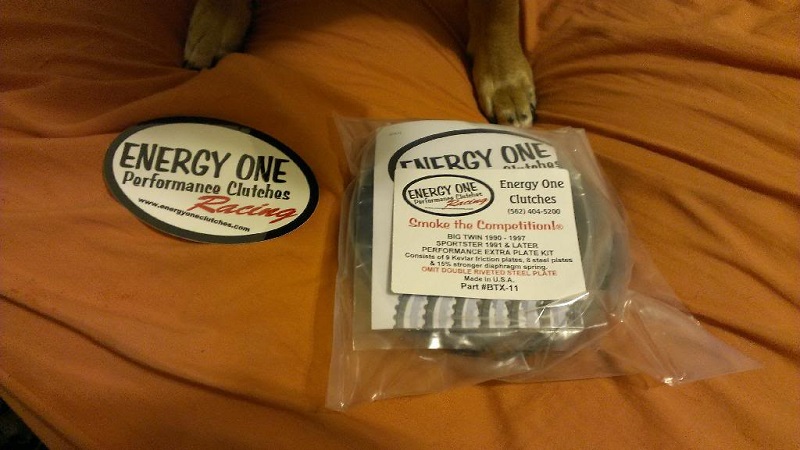 ENERGY ONE
Performance Clutches
Racing
www.energyoneclutches.com
ENERGY ONE
ENERGY ONE
Performance Clutches
Racing
Energy One
Clutches
(562) 404-5200
Smoke the Competition!®
BIG TWIN 1990 - 1997
SPORTSTER 1991 & LATER
PERFORMANCE EXTRA PLATE KIT
Consists of 9 Kevlar friction plates, 8 steel plates
& 15% stronger diaphragm spring.
OMIT DOUBLE RIVETED STEEL PLATE
Made in U.S.A.
Part #BTX-11